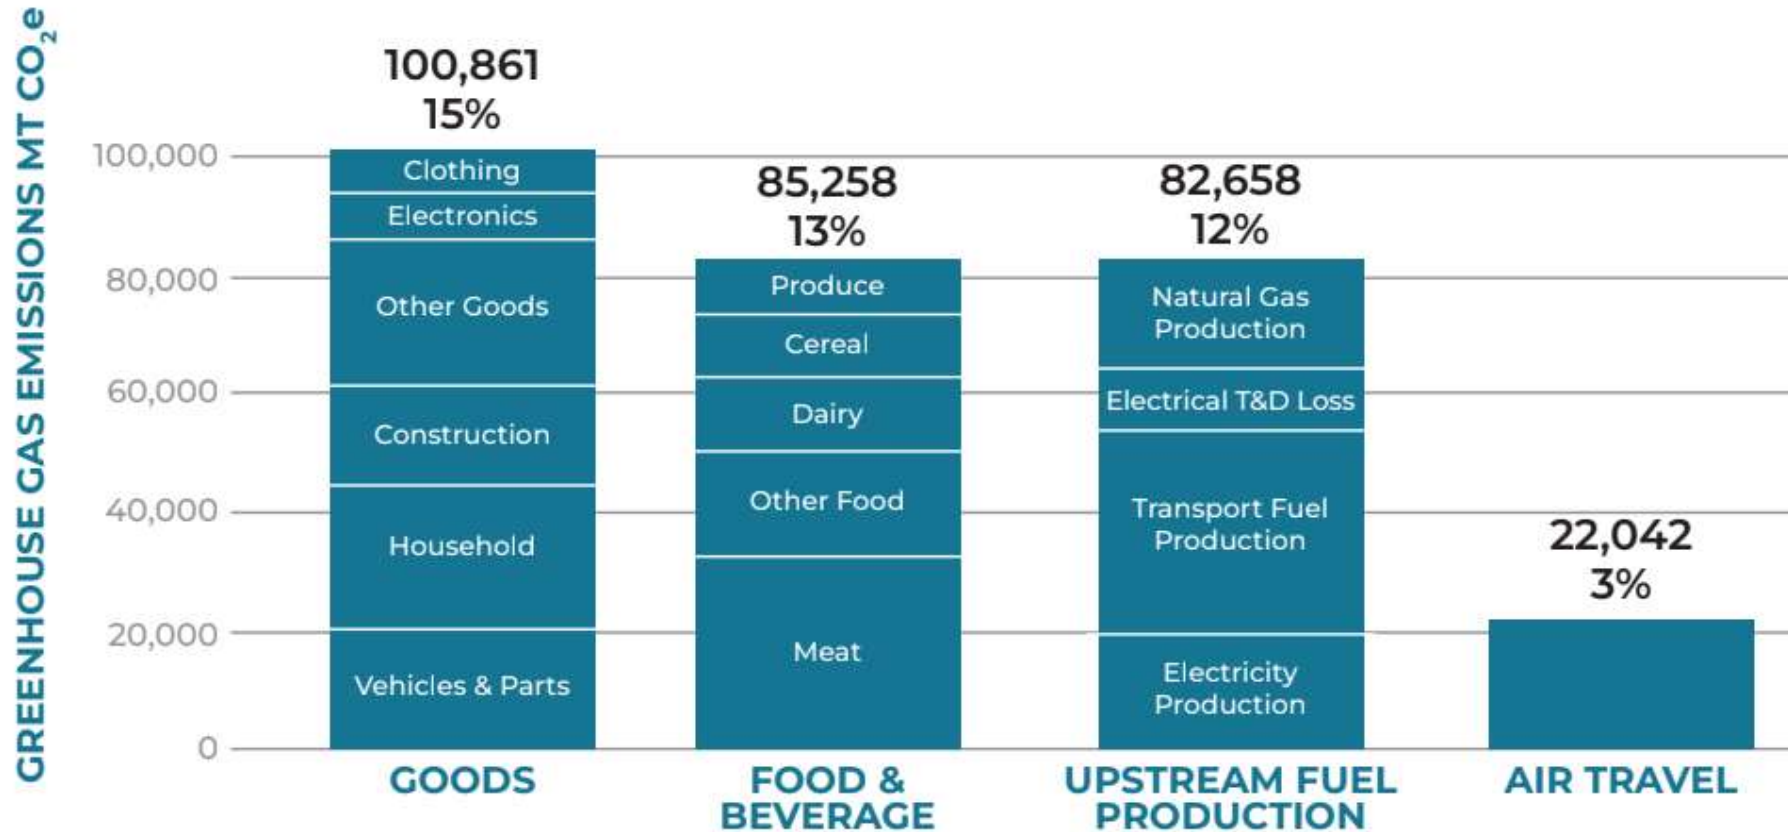 GREENHOUSE GAS EMISSIONS MT CO₂e
100,000
80,000
60,000
40,000
20,000
0
100,861
15%
Clothing
Electronics
Other Goods
Construction
Household
Vehicles & Parts
GOODS
85,258
13%
Produce
Cereal
Dairy
Other Food
Meat
FOOD &
BEVERAGE
82,658
12%
Natural Gas
Production
Electrical T&D Loss
Transport Fuel
Production
Electricity
Production
UPSTREAM FUEL
PRODUCTION
22,042
3%
AIR TRAVEL